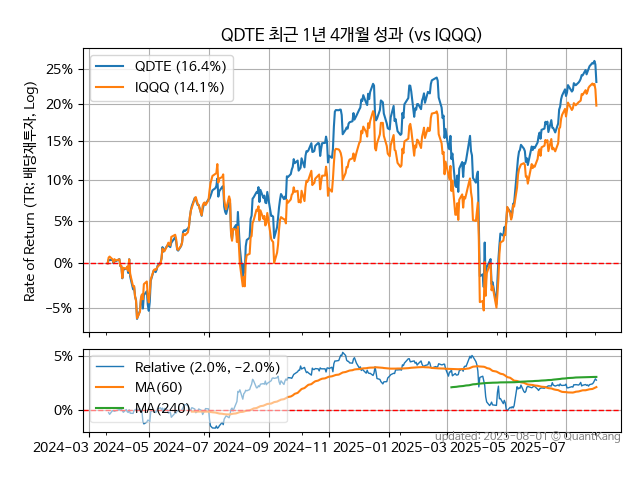 QDTE 최근 1년 4개월 성과 (vs IQQQ)
Rate of Return (TR: 배당재투자, Log)
25%
20%
15%
10%
5%
0%
−5%
QDTE (16.4%)
IQQQ (14.1%)
5%
0%
Relative (2.0%, −2.0%)
MA(60)
MA(240)
2024-03 2024-05 2024-07 2024-09 2024-11 2025-01 2025-03 2025-05 2025-07
updated: 2025-08-01 © QuantKang